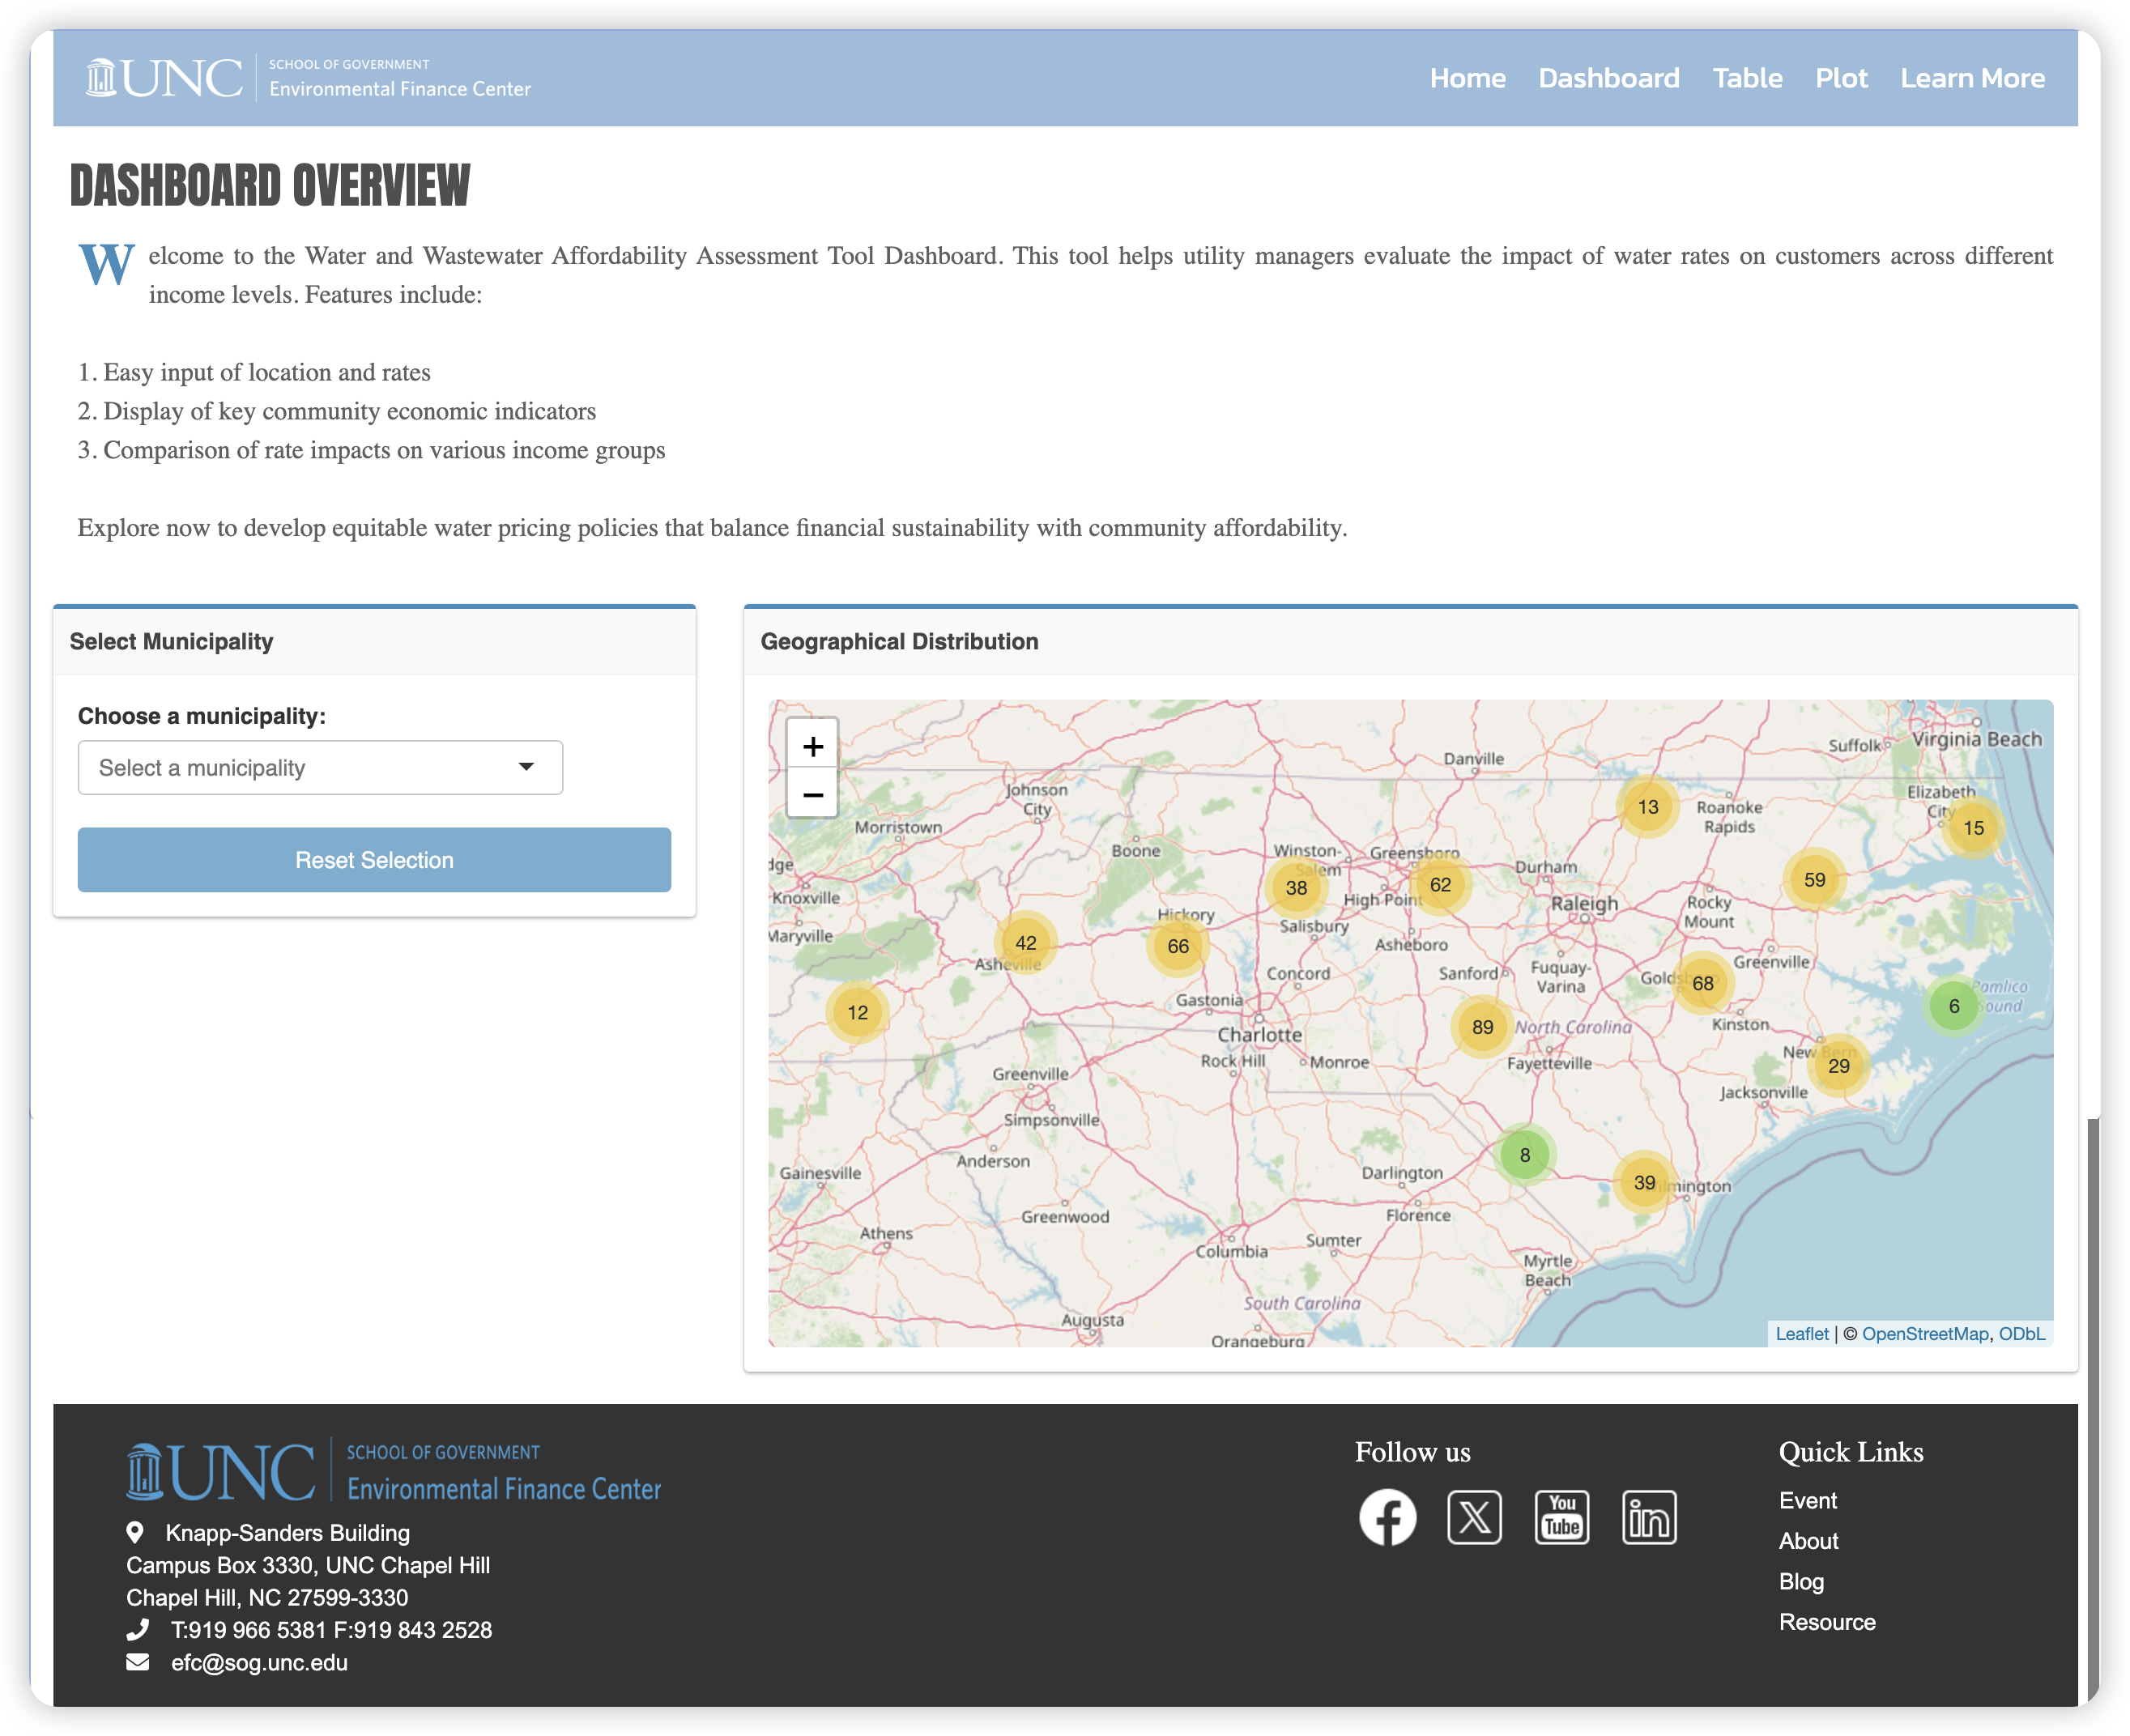 UNC
SCHOOL OF GOVERNMENT
Environmental Finance Center
Home Dashboard Table Plot Learn More
DASHBOARD OVERVIEW
Welcome to the Water and Wastewater Affordability Assessment Tool Dashboard. This tool helps utility managers evaluate the impact of water rates on customers across different
income levels. Features include:
1. Easy input of location and rates
2. Display of key community economic indicators
3. Comparison of rate impacts on various income groups
Explore now to develop equitable water pricing policies that balance financial sustainability with community affordability.
Select Municipality
Choose a municipality:
Select a municipality
Reset Selection
Geographical Distribution
+
−
Virginia Beach
Suffolk
Danville
Johnson
City
Elizabeth
City
13
Roanoke
Rapids
15
Morristown
Boone
Winston-
Salem
Greensboro
Durham
dge
38
62
59
Knoxville
High Point
Raleigh
Rocky
Mount
Hickory
Salisbury
Maryville
42
66
Asheboro
Asheville
Concord
Sanford
Fuquay-
Varina
Greenville
68
Pamlico
Sound
6
Gastonia
12
89
North Carolina
Kinston
Charlotte
Rock Hill
Monroe
Fayetteville
New Bern
29
Greenville
Jacksonville
Simpsonville
8
Anderson
Gainesville
Darlington
39
Greenwood
Florence
Athens
Columbia
Sumter
Myrtle
Beach
South Carolina
Augusta
Orangeburg
Leaflet | © OpenStreetMap, ODbL
UNC
SCHOOL OF GOVERNMENT
Environmental Finance Center
Knapp-Sanders Building
Campus Box 3330, UNC Chapel Hill
Chapel Hill, NC 27599-3330
T:919 966 5381 F:919 843 2528
efc@sog.unc.edu
Follow us
You
Tube
in
Quick Links
Event
About
Blog
Resource